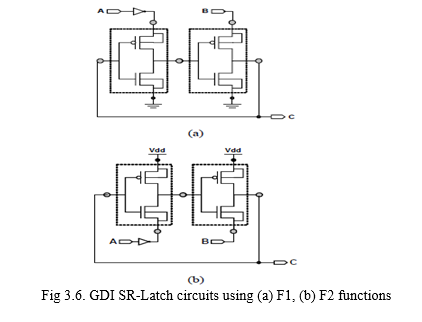 A B
C
(a)
Vdd Vdd
A B
C
(b)
Fig 3.6. GDI SR-Latch circuits using (a) F1, (b) F2 functions